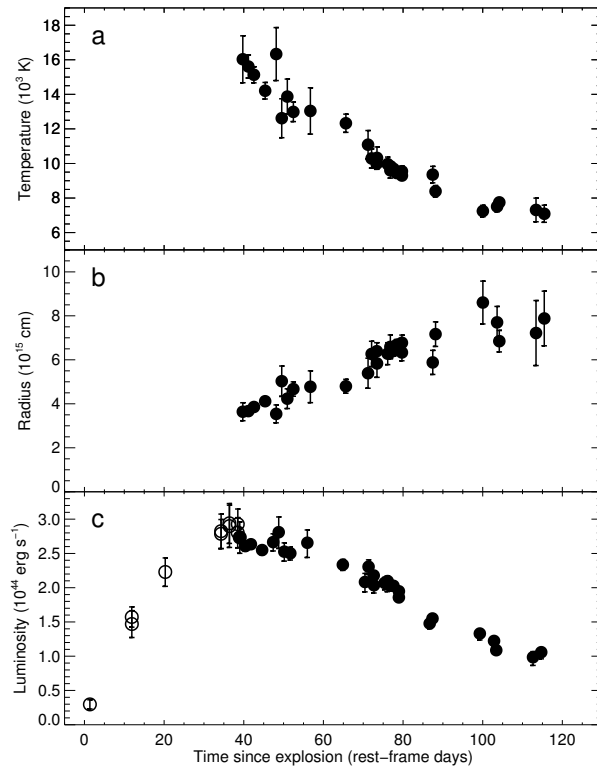 a
18
16
14
12
10
8
6
Temperature (10³ K)
b
10
8
6
4
2
0
Radius (10¹⁵ cm)
c
3.0
2.5
2.0
1.5
1.0
0.5
0.0
Luminosity (10⁴⁴ erg s⁻¹)
0 20 40 60 80 100 120
Time since explosion (rest−frame days)